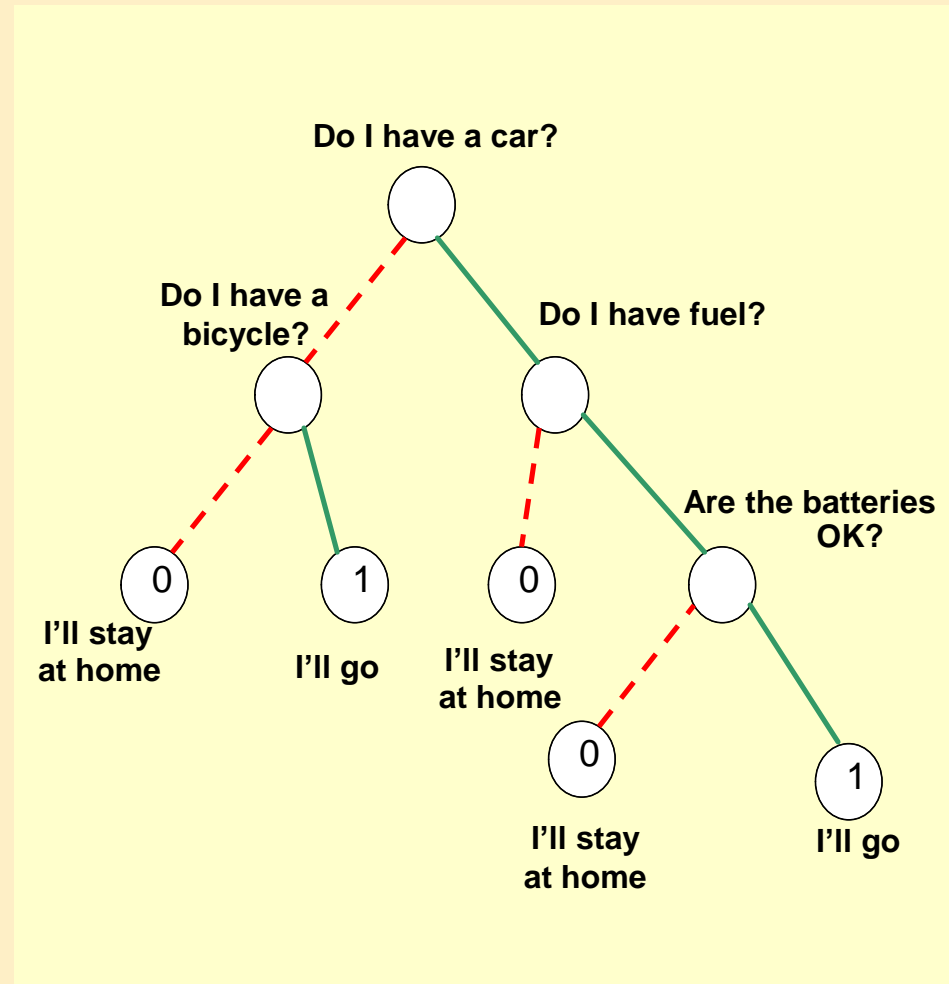 Do I have a car?
Do I have a
bicycle?
Do I have fuel?
Are the batteries
OK?
0
I'll stay
at home
1
I'll go
0
I'll stay
at home
0
I'll stay
at home
1
I'll go